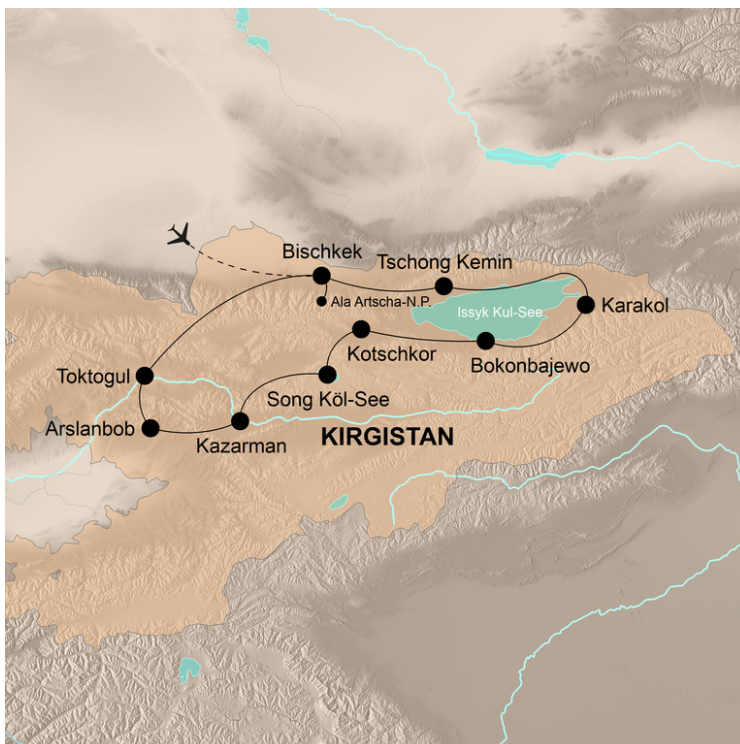 Bischkek
Tschong Kemin
Ala Artscha-N.P.
Issyk Kul-See
Karakol
Kotschkor
Bokonbajewo
Toktogul
Song Köl-See
Arslanbob
Kazarman
KIRGISTAN